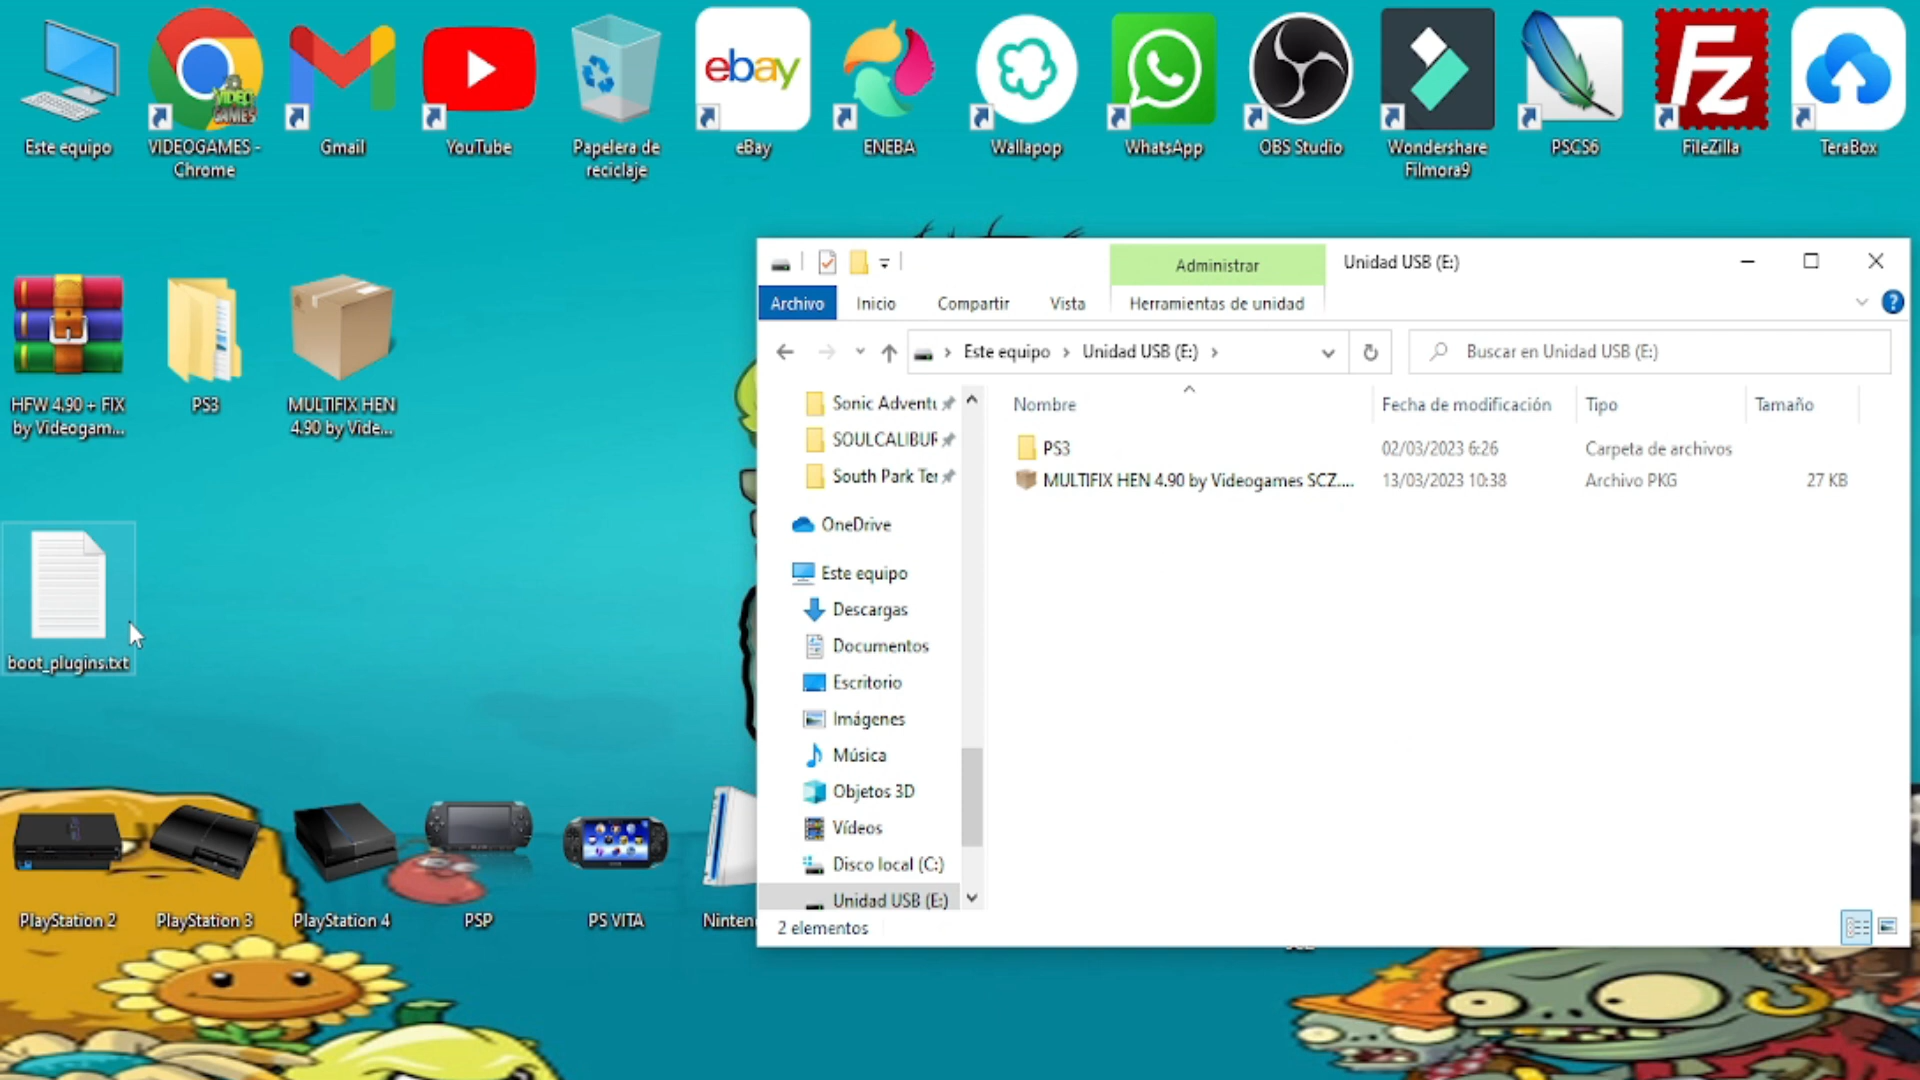 Este equipo
VIDEOGAMES - Chrome
Gmail
YouTube
Papelera de reciclaje
ebay
eBay
ENEBA
Wallapop
WhatsApp
OBS Studio
Wondershare Filmora9
PSCS6
Fz
FileZilla
TeraBox
VIDEO GAMES
HFW 4.90 + FIX
by Videogam...
PS3
MULTIFIX HEN
4.90 by Vide...
boot_plugins.txt
PlayStation 2
PlayStation 3
PlayStation 4
PSP
PS VITA
Administrar
Unidad USB (E:)
Archivo
Inicio
Compartir
Vista
Herramientas de unidad
Este equipo
Unidad USB (E:)
Buscar en Unidad USB (E:)
Nombre
Fecha de modificación
Tipo
Tamaño
PS3
02/03/2023 6:26
Carpeta de archivos
MULTIFIX HEN 4.90 by Videogames SCZ....
13/03/2023 10:38
Archivo PKG
27 KB
Sonic Adventu
SOULCALIBUR
South Park Ter
OneDrive
Este equipo
Descargas
Documentos
Escritorio
Imágenes
Música
Objetos 3D
Vídeos
Disco local (C:)
Unidad USB (E:)
2 elementos